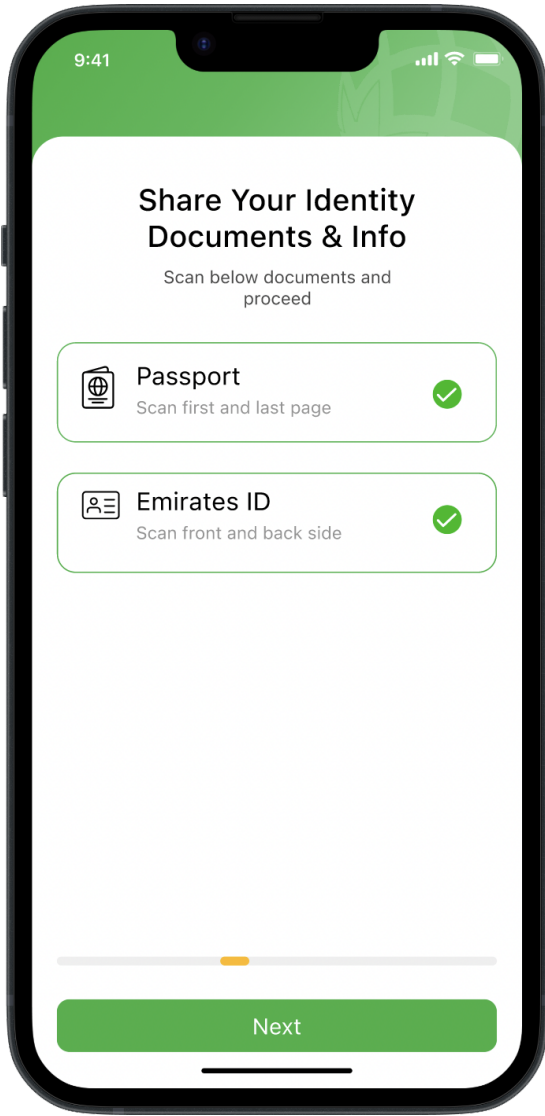 9:41
Share Your Identity
Documents & Info
Scan below documents and
proceed
Passport
Scan first and last page
Emirates ID
Scan front and back side
Next